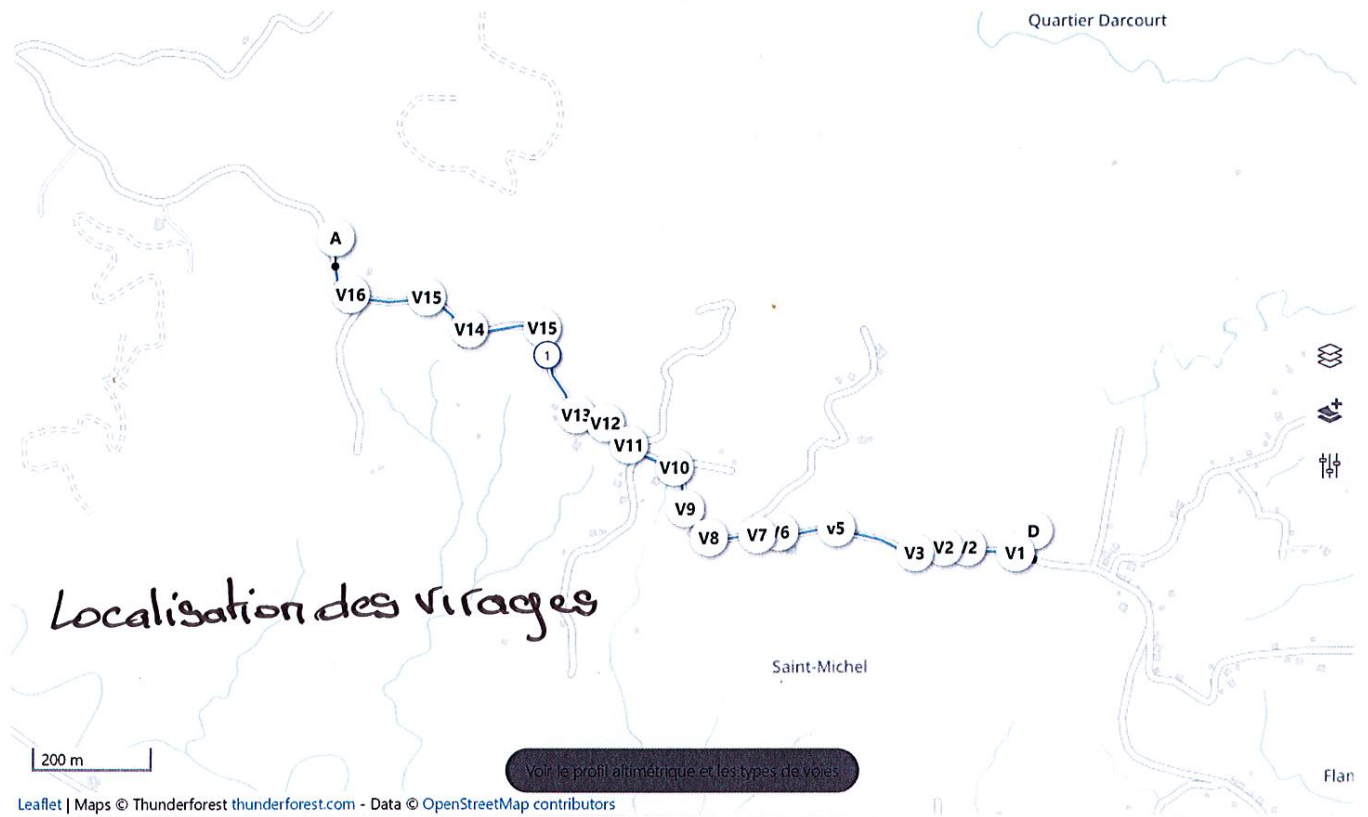 Quartier Darcourt
A
V16
V15
V14
V15
1
V13
V12
V11
V10
V9
V8
V7
/6
v5
V3
V2
/2
V1
D
Localisation des virages
Saint-Michel
200 m
Voir le profil altimétrique et les types de voies
Flan
Leaflet | Maps © Thunderforest thunderforest.com - Data © OpenStreetMap contributors